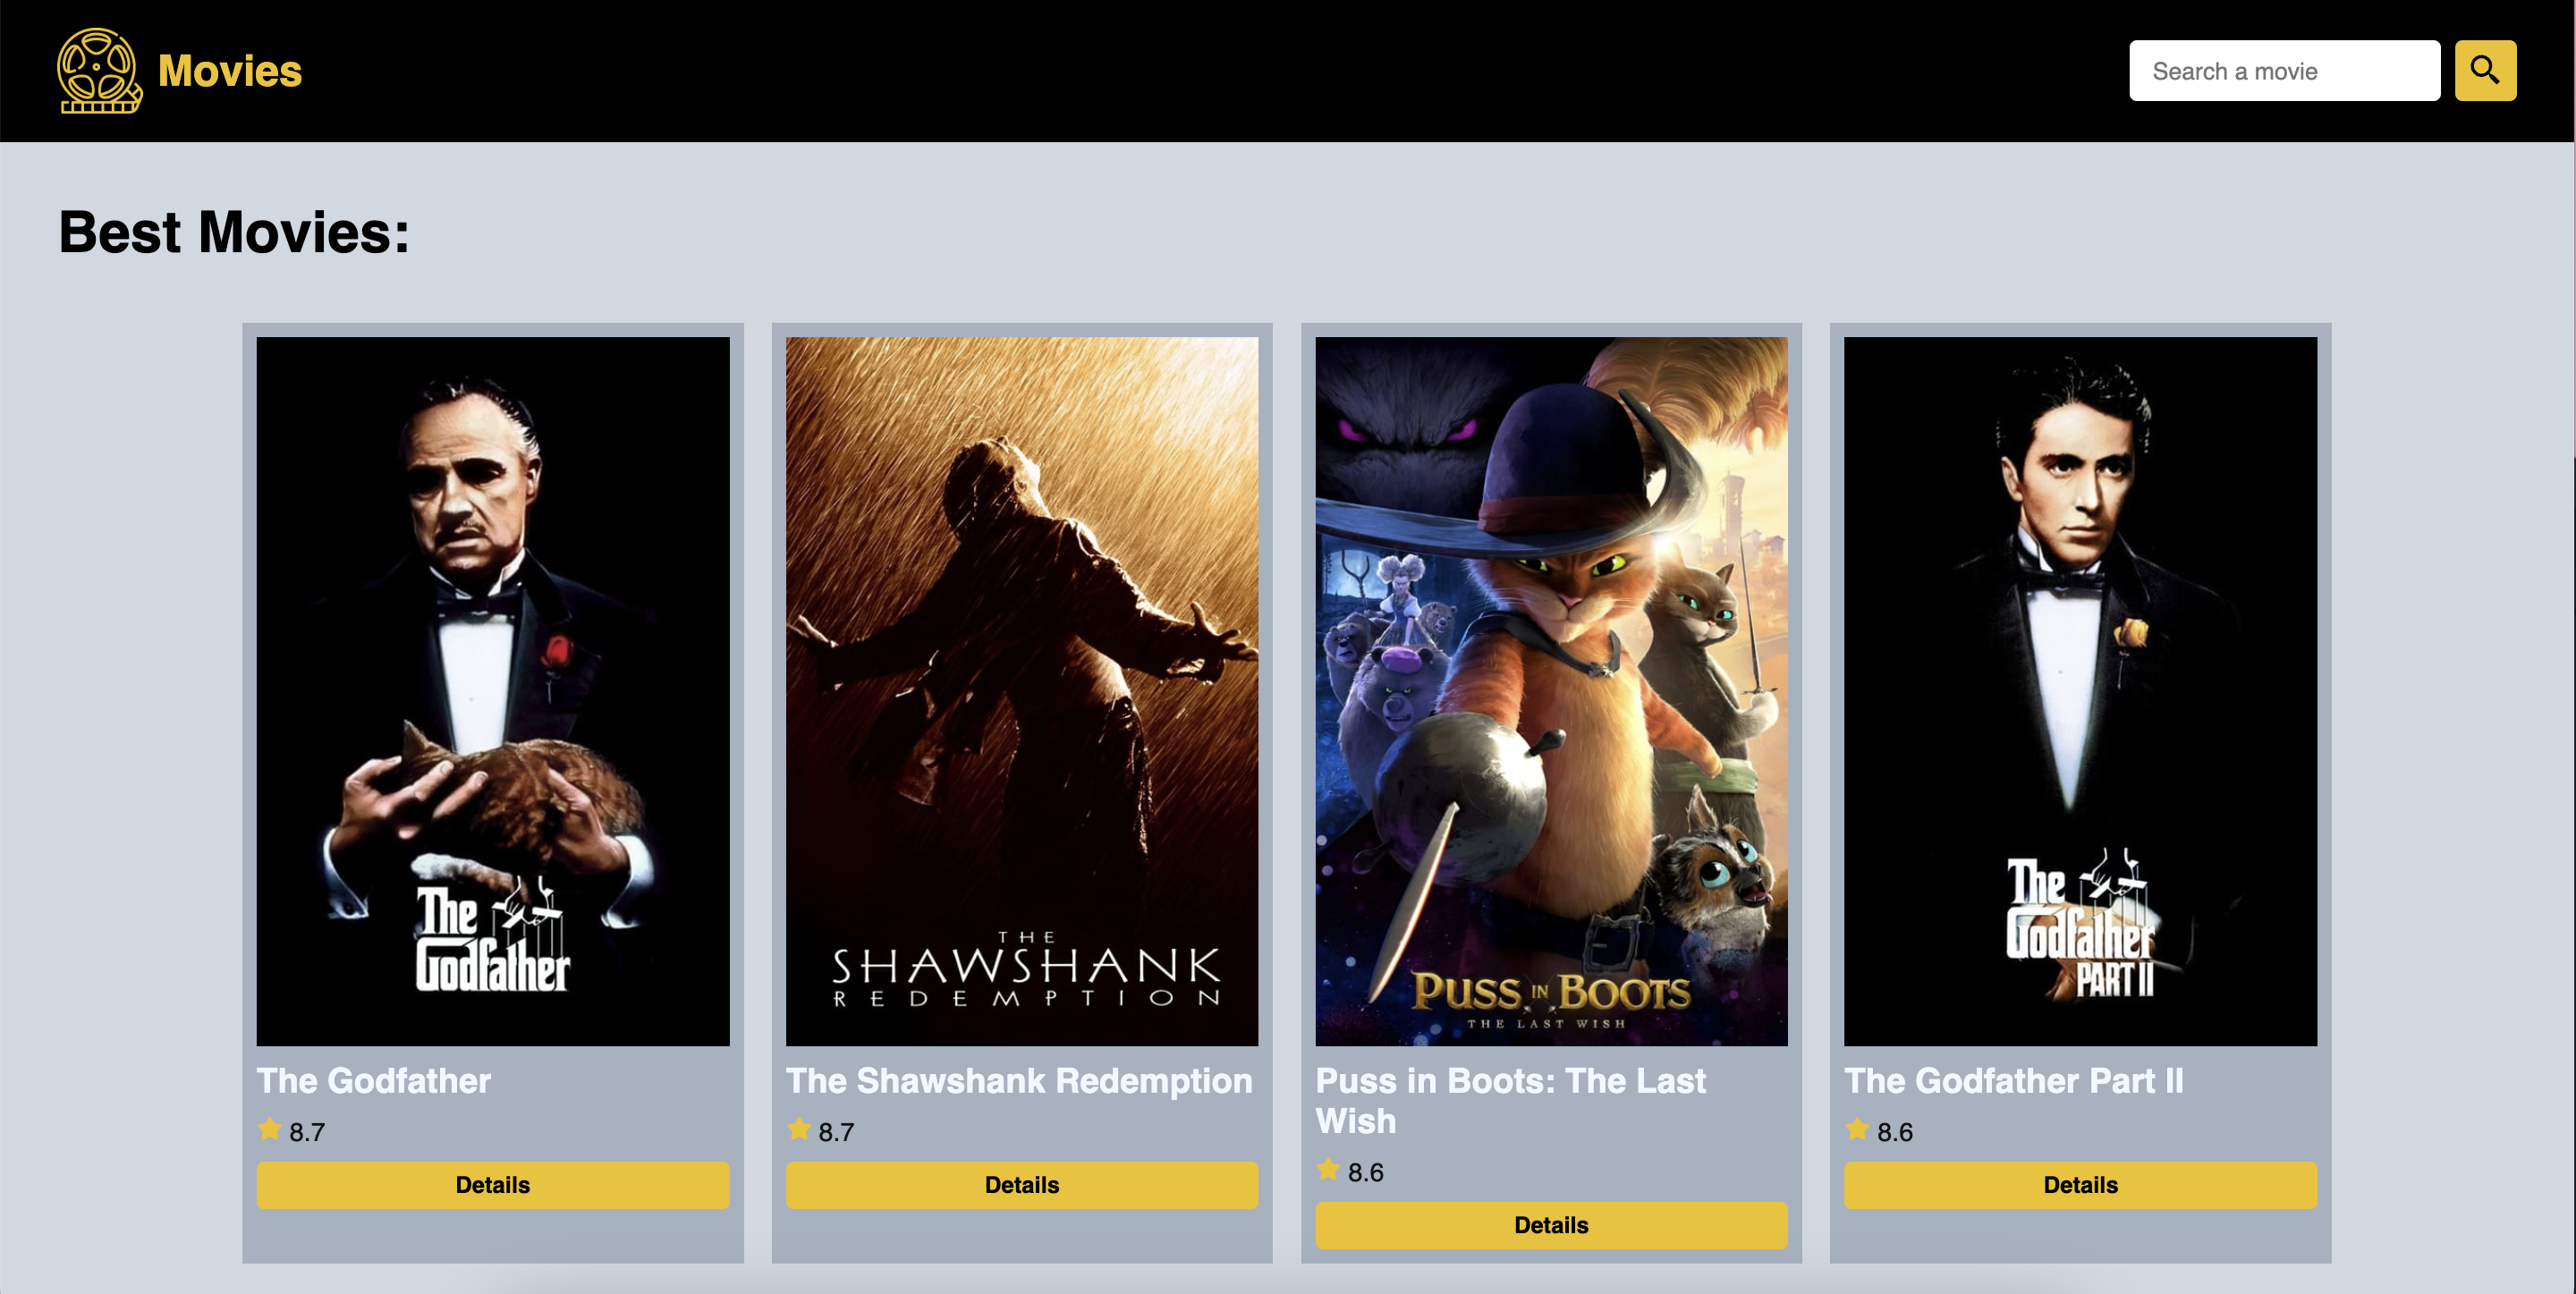 Movies
Search a movie
Best Movies:
The
Godfather
THE
SHAWSHANK
REDEMPTION
PUSS IN BOOTS
THE LAST WISH
The
Godfather
PART II
The Godfather
The Shawshank Redemption
Puss in Boots: The Last
Wish
The Godfather Part II
8.7
8.7
8.6
8.6
Details
Details
Details
Details